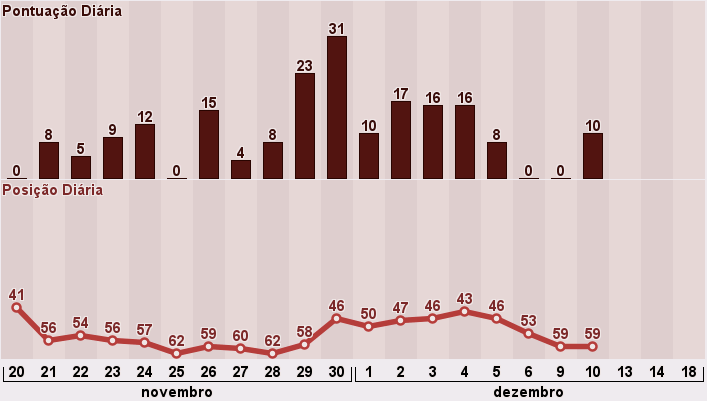 Pontuação Diária
0 8 5 9 12 0 15 4 8 23 31 10 17 16 16 8 0 0 10
Posição Diária
41 56 54 56 57 62 59 60 62 58 46 50 47 46 43 46 53 59 59
20 21 22 23 24 25 26 27 28 29 30 1 2 3 4 5 6 9 10 13 14 18
novembro dezembro